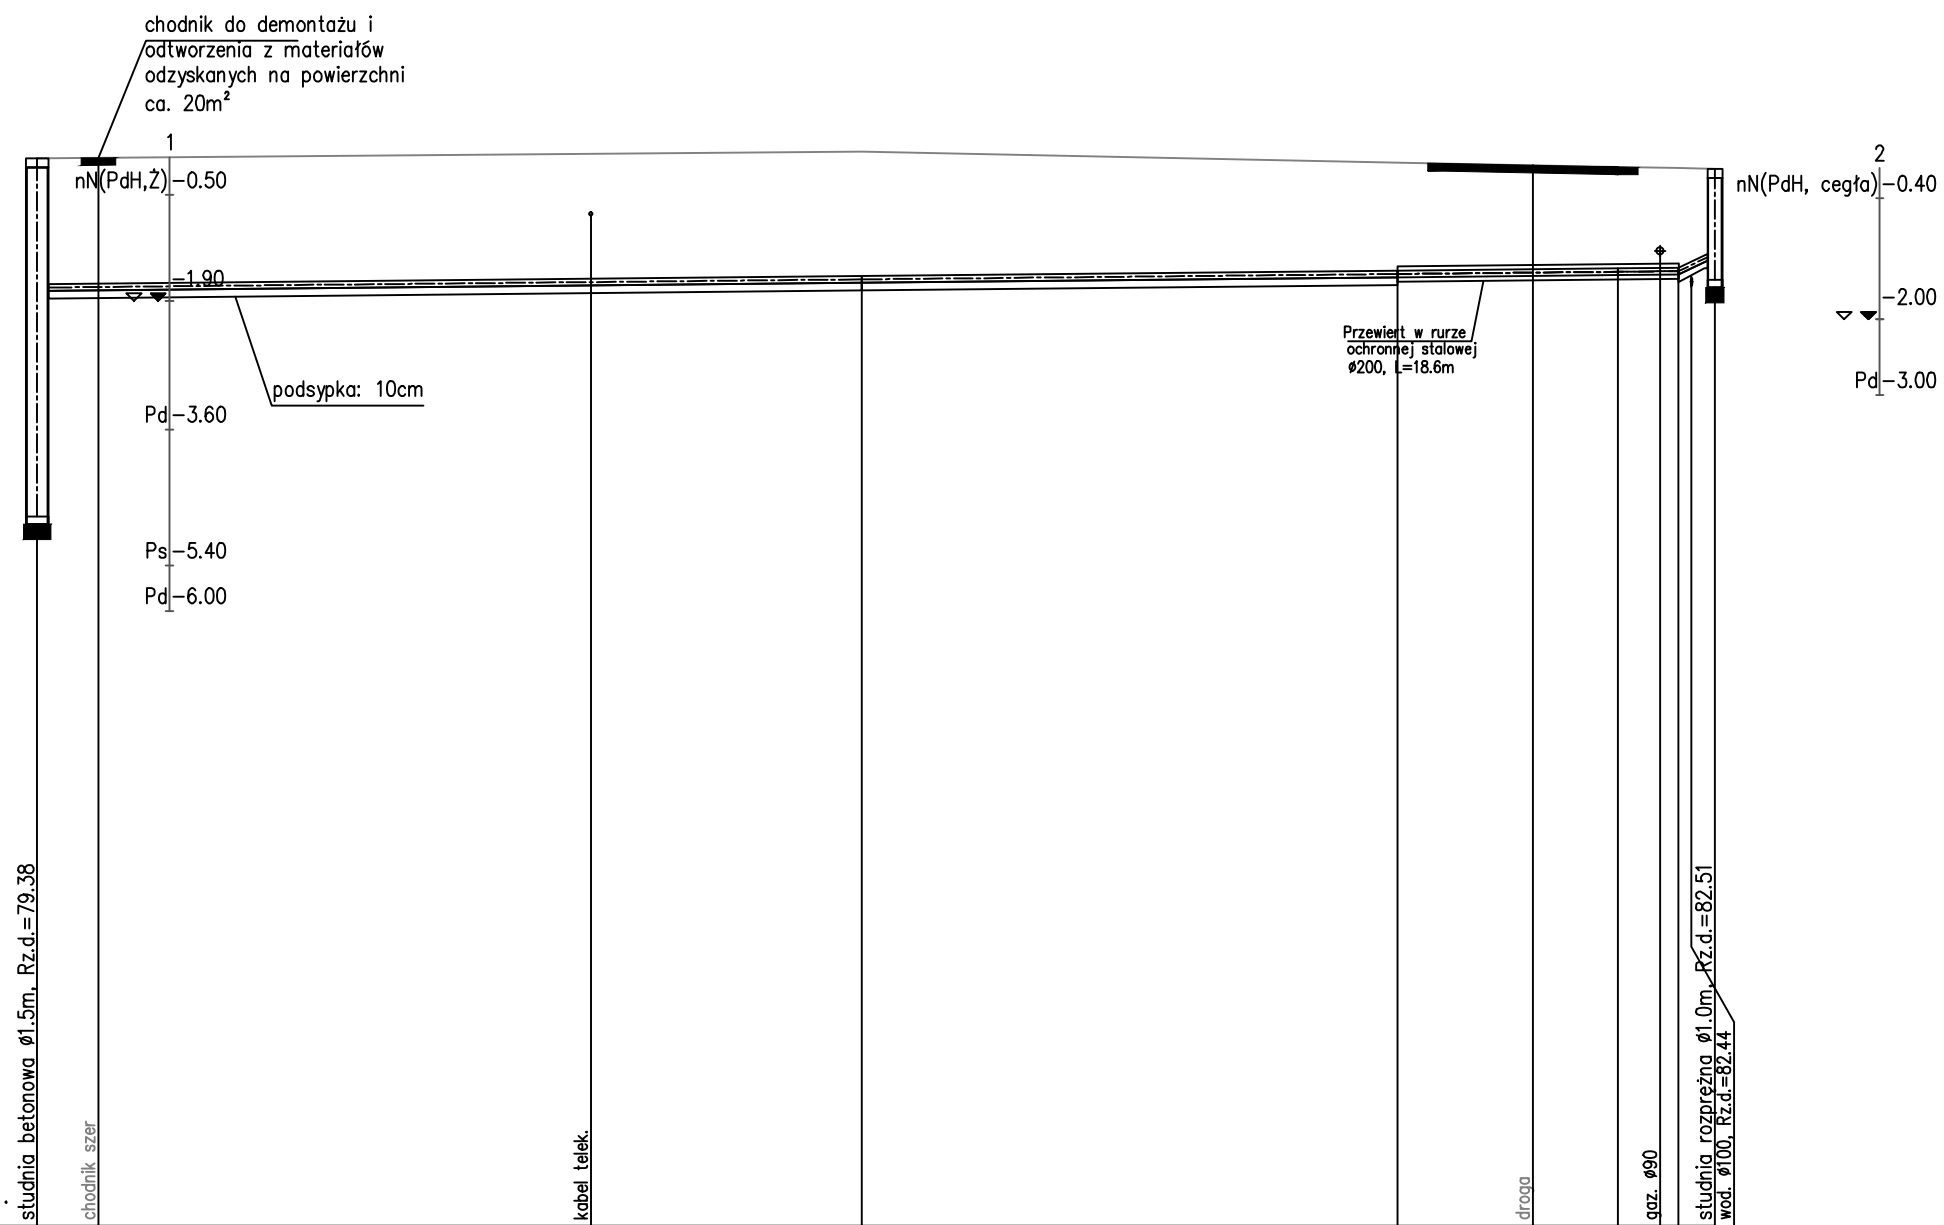 chodnik do demontażu i
odtworzenia z materiałów
odzyskanych na powierzchni
ca. 20m²
1
nN(PdH,Ż) -0.50
-1.90
Pd -3.60
Ps -5.40
Pd -6.00
podsypka: 10cm
Przewiert w rurze
ochronnej stalowej
ø200, L=18.6m
2
nN(PdH, cegła) -0.40
-2.00
Pd -3.00
studnia betonowa ø1.5m, Rz.d.=79.38
chodnik szer
kabel telek.
droga
gaz. ø90
studnia rozprężna ø1.0m, Rz.d.=82.51
wod. ø100, Rz.d.=82.44